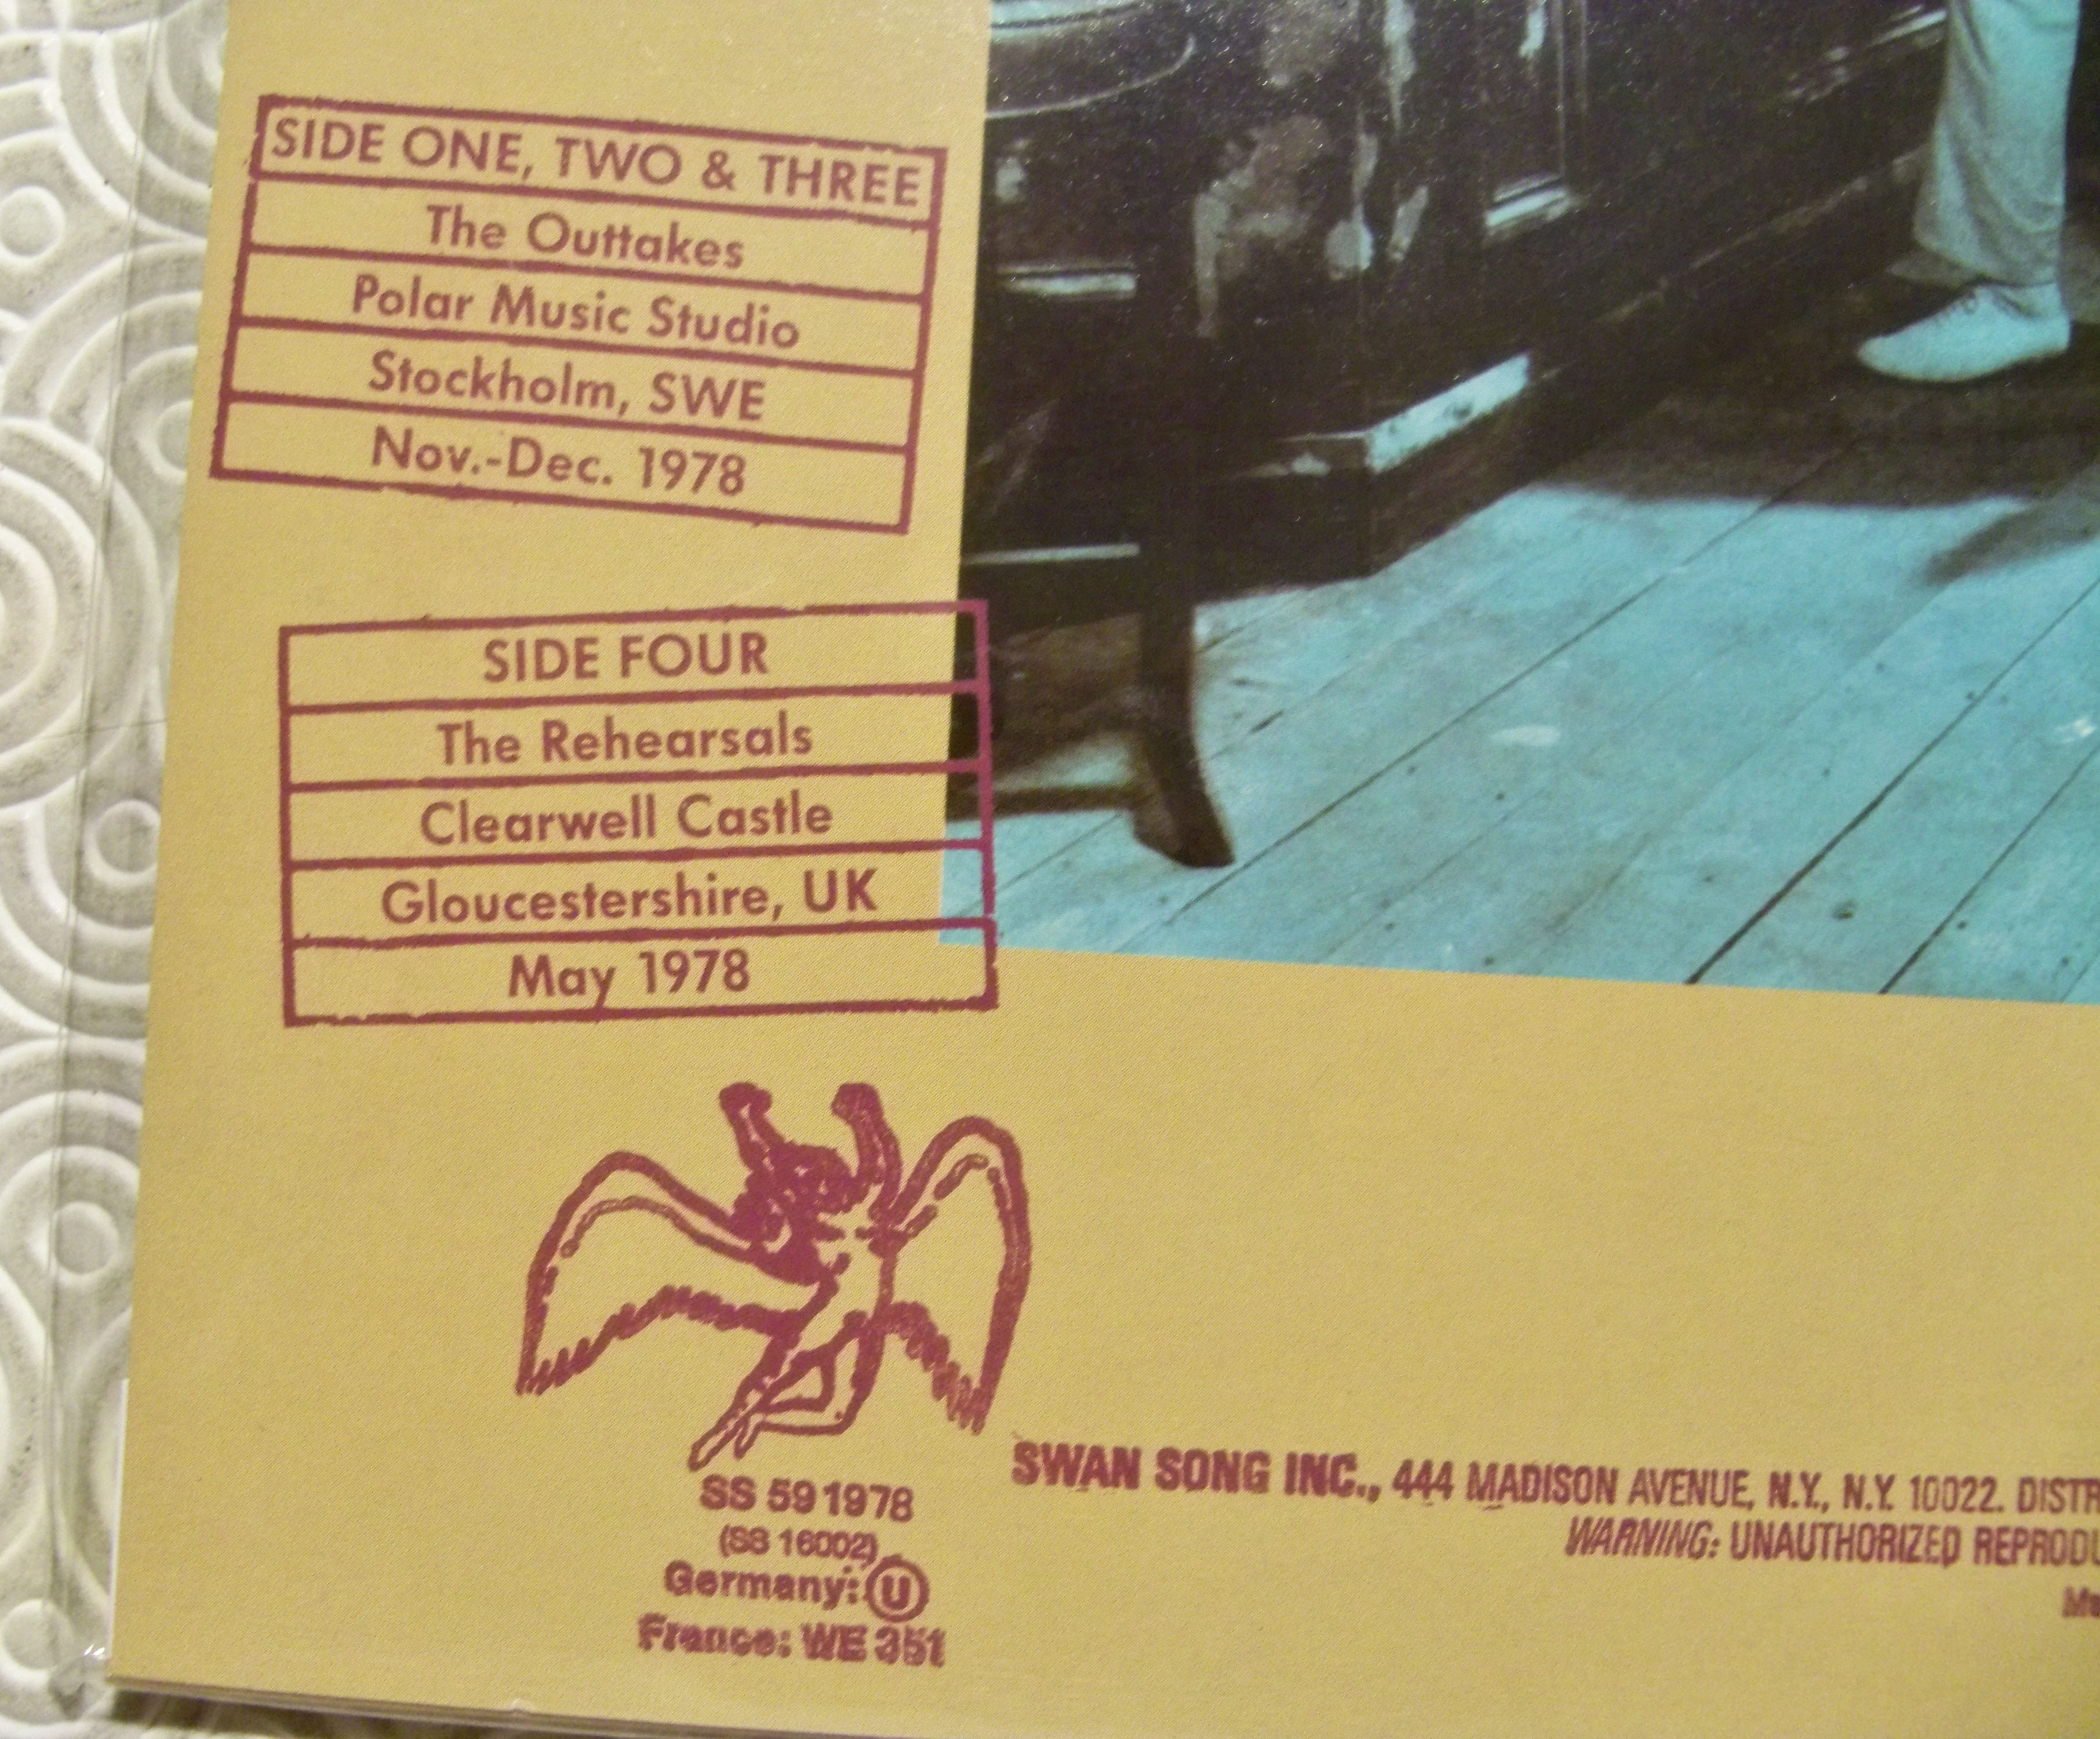 SIDE ONE, TWO & THREE
The Outtakes
Polar Music Studio
Stockholm, SWE
Nov.-Dec. 1978
SIDE FOUR
The Rehearsals
Clearwell Castle
Gloucestershire, UK
May 1978
SS 59 1978
(SS 16002)
Germany: U
France: WE 351
SWAN SONG INC., 444 MADISON AVENUE, N.Y., N.Y. 10022. DISTR
WARNING: UNAUTHORIZED REPRODU